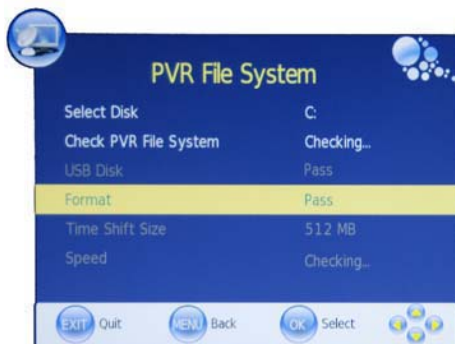 PVR File System
Select Disk C:
Check PVR File System Checking...
USB Disk Pass
Format Pass
Time Shift Size 512 MB
Speed Checking...
EXIT Quit MENU Back OK Select